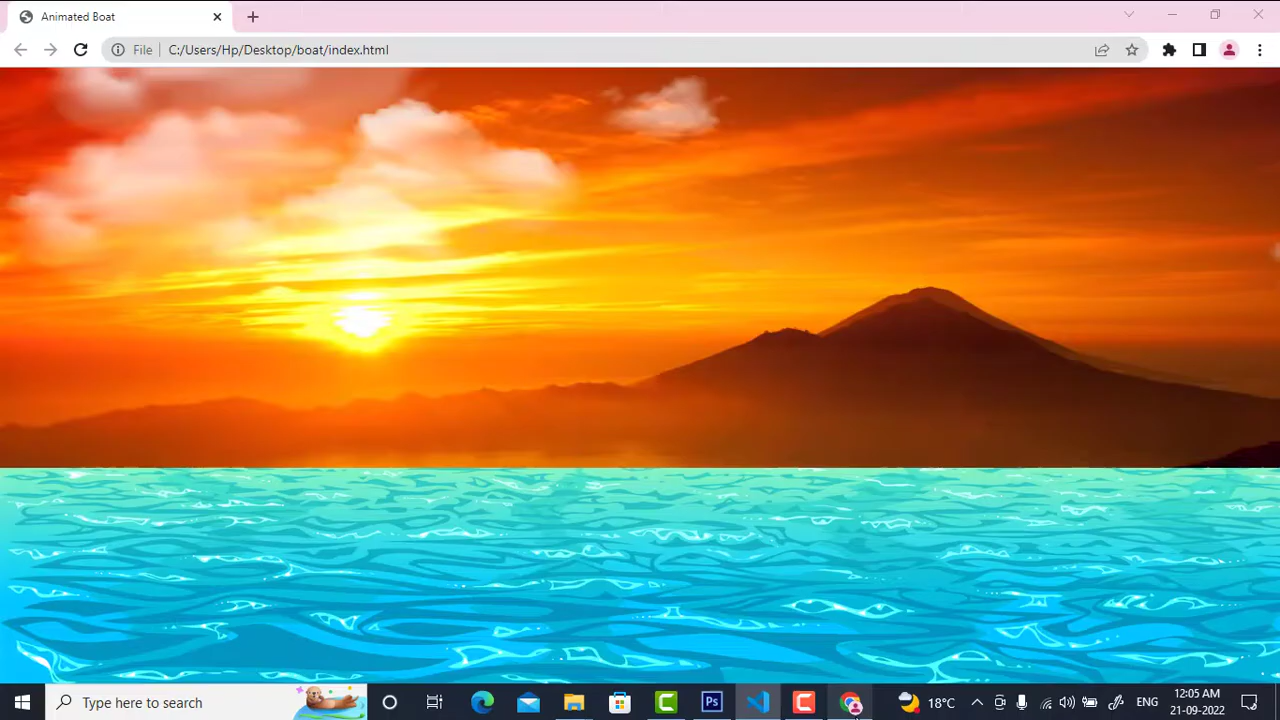 Animated Boat
File C:/Users/Hp/Desktop/boat/index.html
Type here to search
Ps
18°C
ENG
12:05 AM
21-09-2022